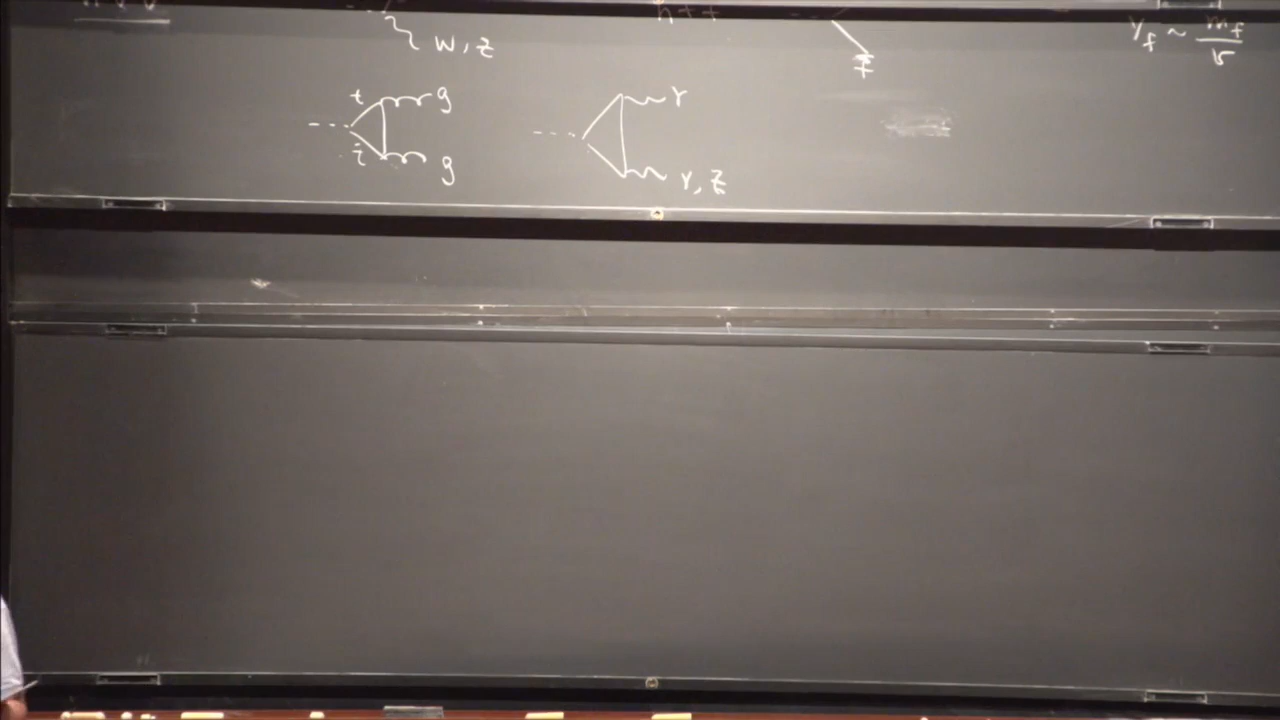 W, Z
f
y_f ~ m_f / v
t g
t̄ g
γ
γ, Z